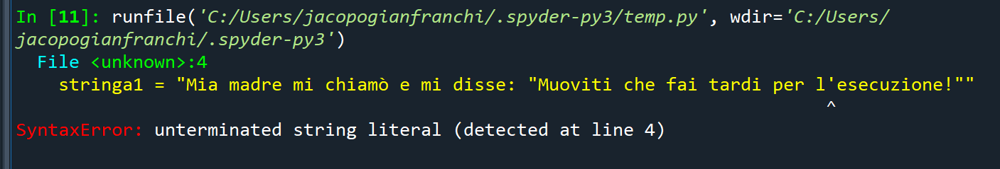 In [11]: runfile('C:/Users/jacopogianfranchi/.spyder-py3/temp.py', wdir='C:/Users/
jacopogianfranchi/.spyder-py3')
  File <unknown>:4
    stringa1 = "Mia madre mi chiamò e mi disse: "Muoviti che fai tardi per l'esecuzione!""
^
SyntaxError: unterminated string literal (detected at line 4)